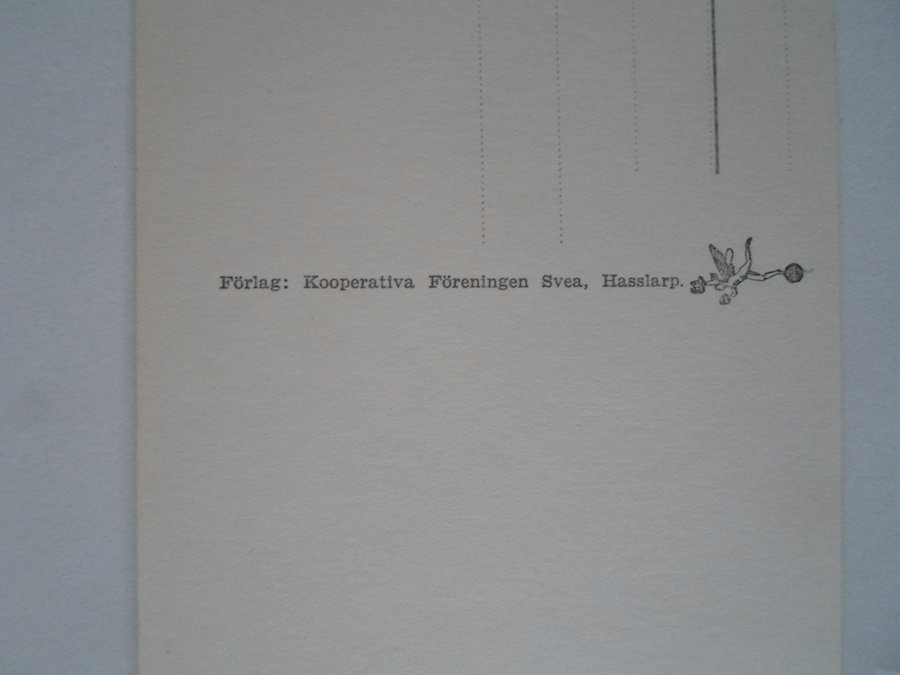 Förlag: Kooperativa Föreningen Svea, Hasslarp.